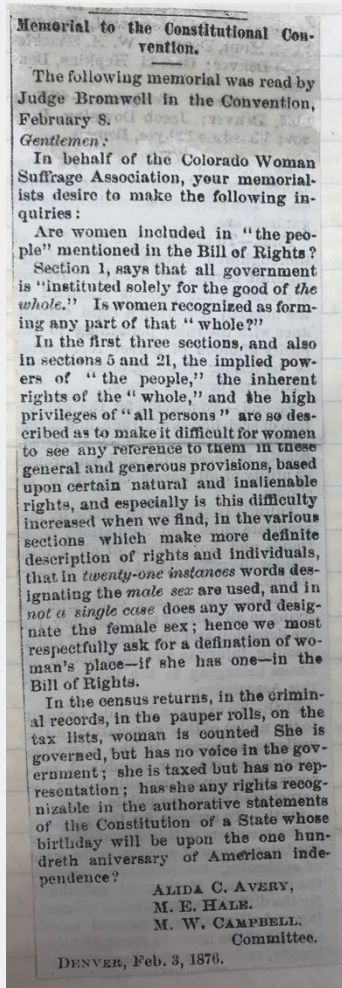 Memorial to the Constitutional Con-
vention.
The following memorial was read by
Judge Bromwell in the Convention,
February 8.
Gentlemen:
In behalf of the Colorado Woman
Suffrage Association, your memorial-
ists desire to make the following in-
quiries:
Are women included in "the peo-
ple" mentioned in the Bill of Rights?
Section 1, says that all government
is "instituted solely for the good of the
whole." Is women recognized as form-
ing any part of that "whole?"
In the first three sections, and also
in sections 5 and 21, the implied pow-
ers of "the people," the inherent
rights of the "whole," and the high
privileges of "all persons" are so des-
cribed as to make it difficult for women
to see any reference to them in these
general and generous provisions, based
upon certain natural and inalienable
rights, and especially is this difficulty
increased when we find, in the various
sections which make more definite
description of rights and individuals,
that in twenty-one instances words des-
ignating the male sex are used, and in
not a single case does any word desig-
nate the female sex; hence we most
respectfully ask for a defination of wo-
man's place—if she has one—in the
Bill of Rights.
In the census returns, in the crimin-
al records, in the pauper rolls, on the
tax lists, woman is counted She is
governed, but has no voice in the gov-
ernment; she is taxed but has no rep-
resentation; has she any rights recog-
nizable in the authorative statements
of the Constitution of a State whose
birthday will be upon the one hun-
dreth aniversary of American inde-
pendence?
ALIDA C. AVERY,
M. E. HALE.
M. W. CAMPBELL.
Committee.
DENVER, Feb. 3, 1876.